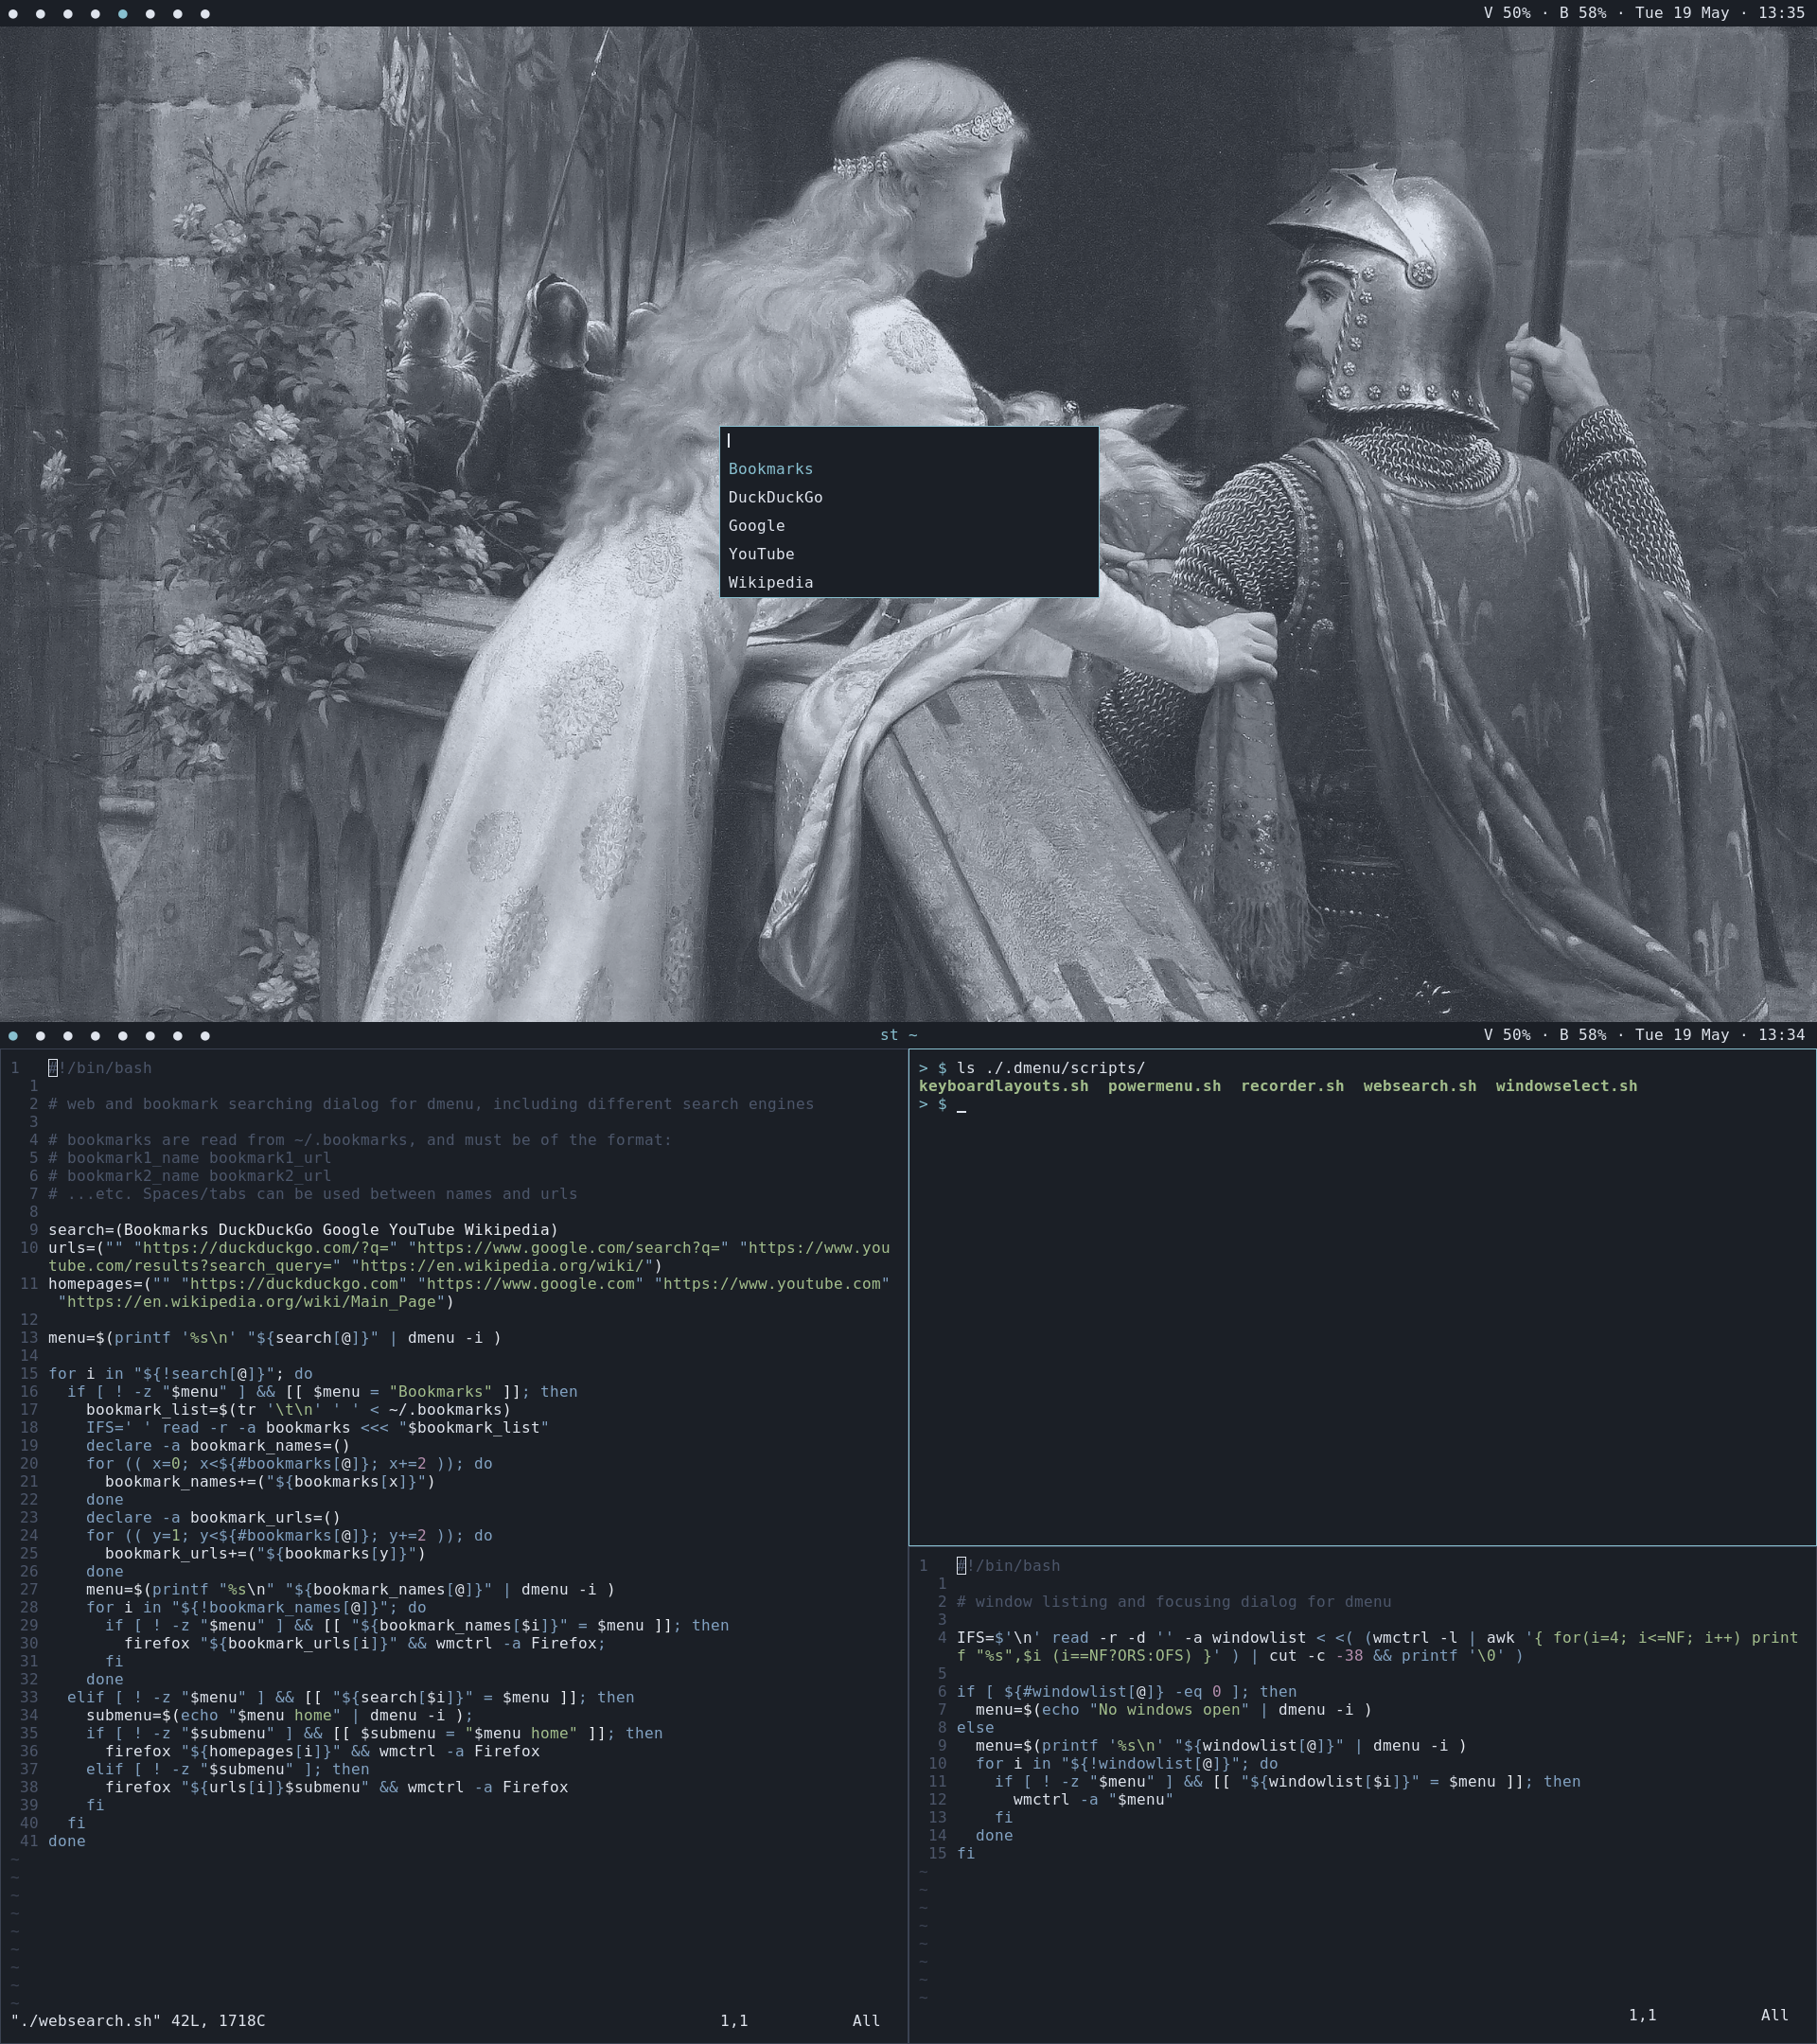 V 50% · B 58% · Tue 19 May · 13:35
Bookmarks
DuckDuckGo
Google
YouTube
Wikipedia
st ~
V 50% · B 58% · Tue 19 May · 13:34
1   #!/bin/bash
  1
  2 # web and bookmark searching dialog for dmenu, including different search engines
  3
  4 # bookmarks are read from ~/.bookmarks, and must be of the format:
  5 # bookmark1_name bookmark1_url
  6 # bookmark2_name bookmark2_url
  7 # ...etc. Spaces/tabs can be used between names and urls
  8
  9 search=(Bookmarks DuckDuckGo Google YouTube Wikipedia)
 10 urls=("" "https://duckduckgo.com/?q=" "https://www.google.com/search?q=" "https://www.you
    tube.com/results?search_query=" "https://en.wikipedia.org/wiki/")
 11 homepages=("" "https://duckduckgo.com" "https://www.google.com" "https://www.youtube.com"
     "https://en.wikipedia.org/wiki/Main_Page")
 12
 13 menu=$(printf '%s\n' "${search[@]}" | dmenu -i )
 14
 15 for i in "${!search[@]}"; do
 16   if [ ! -z "$menu" ] && [[ $menu = "Bookmarks" ]]; then
 17     bookmark_list=$(tr '\t\n' ' ' < ~/.bookmarks)
 18     IFS=' ' read -r -a bookmarks <<< "$bookmark_list"
 19     declare -a bookmark_names=()
 20     for (( x=0; x<${#bookmarks[@]}; x+=2 )); do
 21       bookmark_names+=("${bookmarks[x]}")
 22     done
 23     declare -a bookmark_urls=()
 24     for (( y=1; y<${#bookmarks[@]}; y+=2 )); do
 25       bookmark_urls+=("${bookmarks[y]}")
 26     done
 27     menu=$(printf "%s\n" "${bookmark_names[@]}" | dmenu -i )
 28     for i in "${!bookmark_names[@]}"; do
 29       if [ ! -z "$menu" ] && [[ "${bookmark_names[$i]}" = $menu ]]; then
 30         firefox "${bookmark_urls[i]}" && wmctrl -a Firefox;
 31       fi
 32     done
 33   elif [ ! -z "$menu" ] && [[ "${search[$i]}" = $menu ]]; then
 34     submenu=$(echo "$menu home" | dmenu -i );
 35     if [ ! -z "$submenu" ] && [[ $submenu = "$menu home" ]]; then
 36       firefox "${homepages[i]}" && wmctrl -a Firefox
 37     elif [ ! -z "$submenu" ]; then
 38       firefox "${urls[i]}$submenu" && wmctrl -a Firefox
 39     fi
 40   fi
 41 done
~
~
~
~
~
~
~
~
~
"./websearch.sh" 42L, 1718C 1,1 All
> $ ls ./.dmenu/scripts/
keyboardlayouts.sh  powermenu.sh  recorder.sh  websearch.sh  windowselect.sh
> $ _
1   #!/bin/bash
  1
  2 # window listing and focusing dialog for dmenu
  3
  4 IFS=$'\n' read -r -d '' -a windowlist < <( (wmctrl -l | awk '{ for(i=4; i<=NF; i++) print
    f "%s",$i (i==NF?ORS:OFS) }' ) | cut -c -38 && printf '\0' )
  5
  6 if [ ${#windowlist[@]} -eq 0 ]; then
  7   menu=$(echo "No windows open" | dmenu -i )
  8 else
  9   menu=$(printf '%s\n' "${windowlist[@]}" | dmenu -i )
 10   for i in "${!windowlist[@]}"; do
 11     if [ ! -z "$menu" ] && [[ "${windowlist[$i]}" = $menu ]]; then
 12       wmctrl -a "$menu"
 13     fi
 14   done
 15 fi
~
~
~
~
~
~
~
~
1,1 All